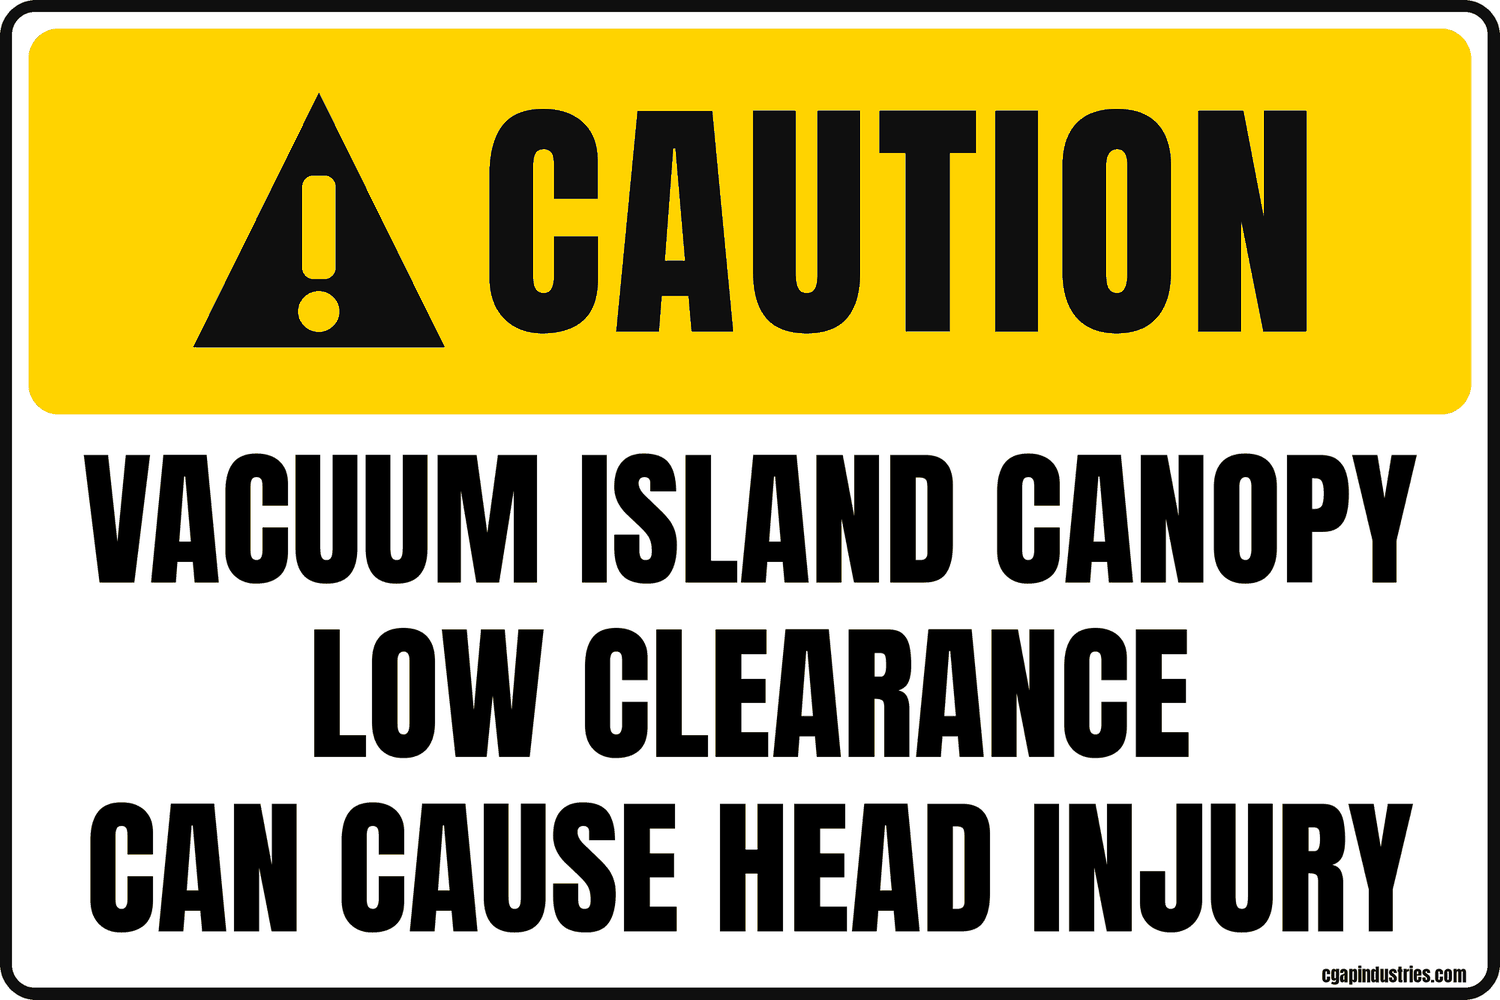 CAUTION
VACUUM ISLAND CANOPY
LOW CLEARANCE
CAN CAUSE HEAD INJURY
cgapindustries.com